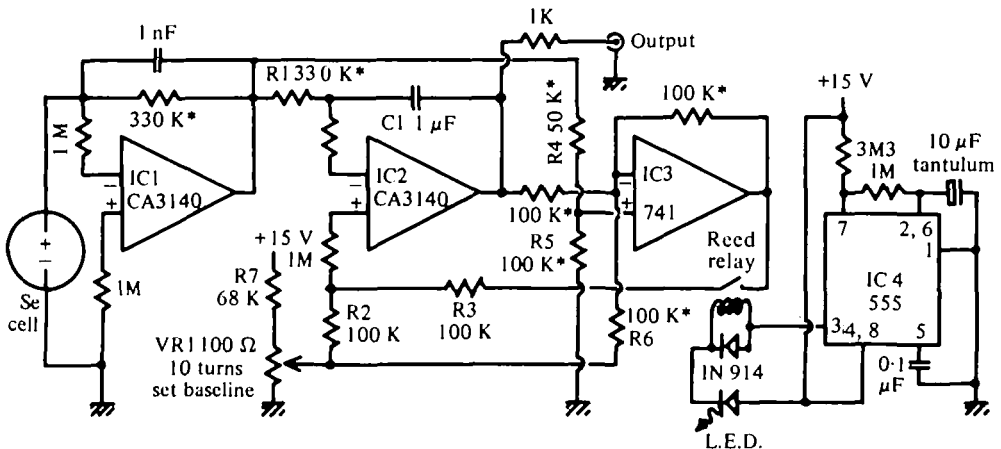 1 nF
330 K*
1 M
IC1
CA3140
−
+
1M
+
−
Se
cell
R1 330 K*
C1 1 μF
IC2
CA3140
−
+
+15 V
1M
R7
68 K
R2
100 K
R3
100 K
VR1 100 Ω
10 turns
set baseline
1K
Output
R4 50 K*
100 K*
R5
100 K*
100 K*
IC3
741
−
+
Reed
relay
100 K*
R6
1N 914
L.E.D.
+15 V
3M3
1M
10 μF
tantulum
7
2, 6
1
IC 4
555
3,
4, 8
5
0·1
μF